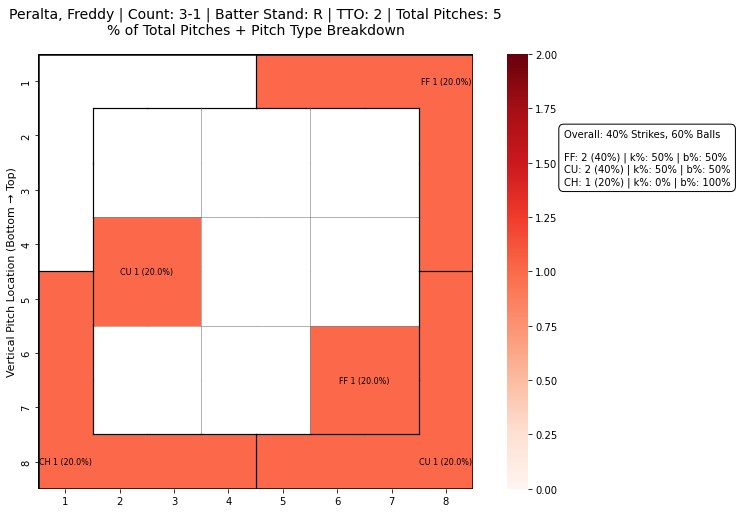 Peralta, Freddy | Count: 3-1 | Batter Stand: R | TTO: 2 | Total Pitches: 5
% of Total Pitches + Pitch Type Breakdown
Vertical Pitch Location (Bottom → Top)
1
2
3
4
5
6
7
8
FF 1 (20.0%)
CU 1 (20.0%)
FF 1 (20.0%)
CH 1 (20.0%)
CU 1 (20.0%)
1
2
3
4
5
6
7
8
2.00
1.75
1.50
1.25
1.00
0.75
0.50
0.25
0.00
Overall: 40% Strikes, 60% Balls
FF: 2 (40%) | k%: 50% | b%: 50%
CU: 2 (40%) | k%: 50% | b%: 50%
CH: 1 (20%) | k%: 0% | b%: 100%